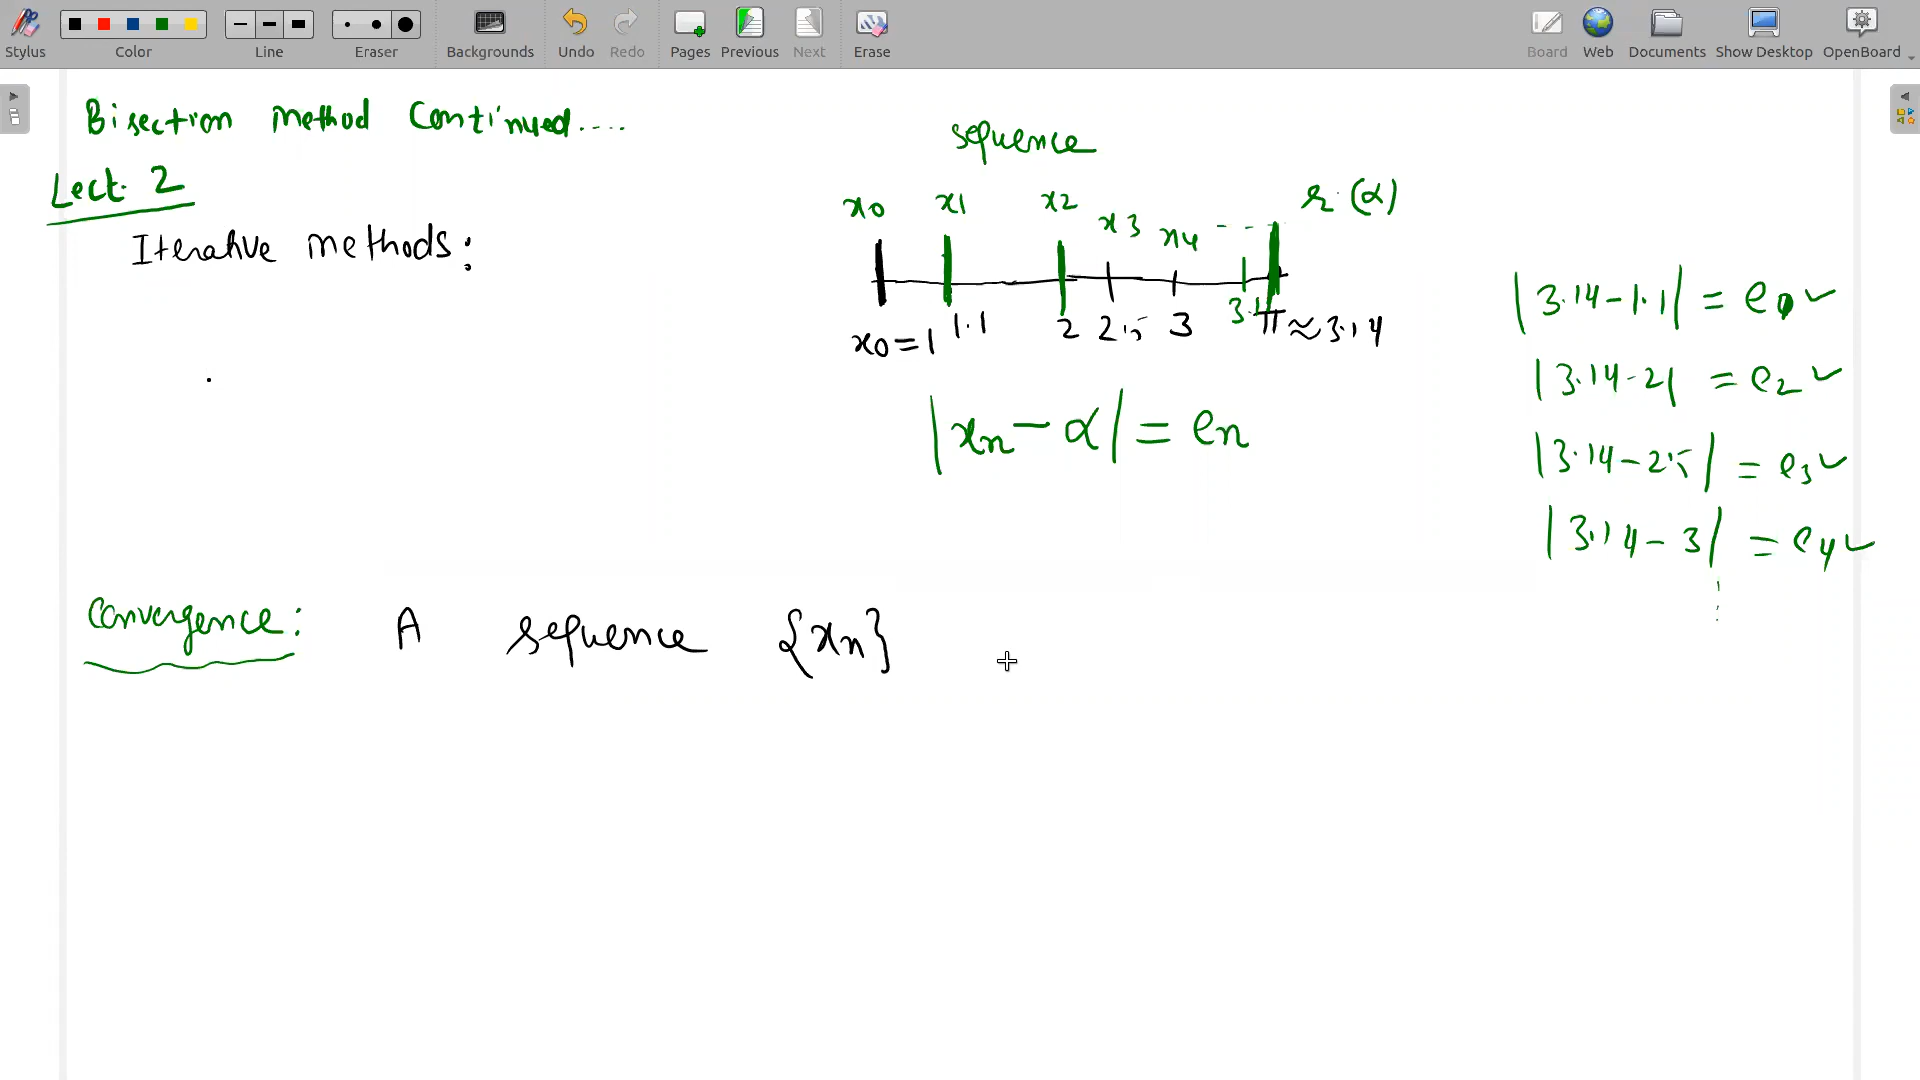 Stylus Color Line Eraser Backgrounds Undo Redo Pages Previous Next Erase Board Web Documents Show Desktop OpenBoard
Bisection method continued....
sequence
Lect. 2
x0 x1 x2 x3 x4 - - - r (α)
Iterative methods:
x0=1 1.1 2 2.5 3 3.1 π≈3.14
|3.14-1.1| = e1 ✓
|3.14-2| = e2 ✓
|xn-α| = en
|3.14-2.5| = e3 ✓
|3.14-3| = e4 ✓
Convergence: A sequence {xn}